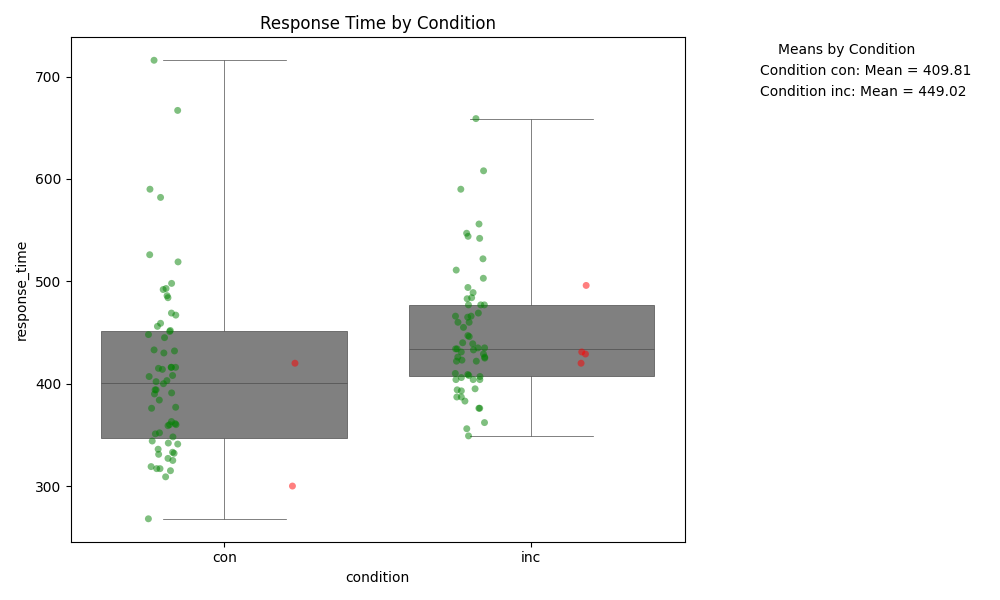 Response Time by Condition
Means by Condition
Condition con: Mean = 409.81
Condition inc: Mean = 449.02
response_time
700
600
500
400
300
con
inc
condition